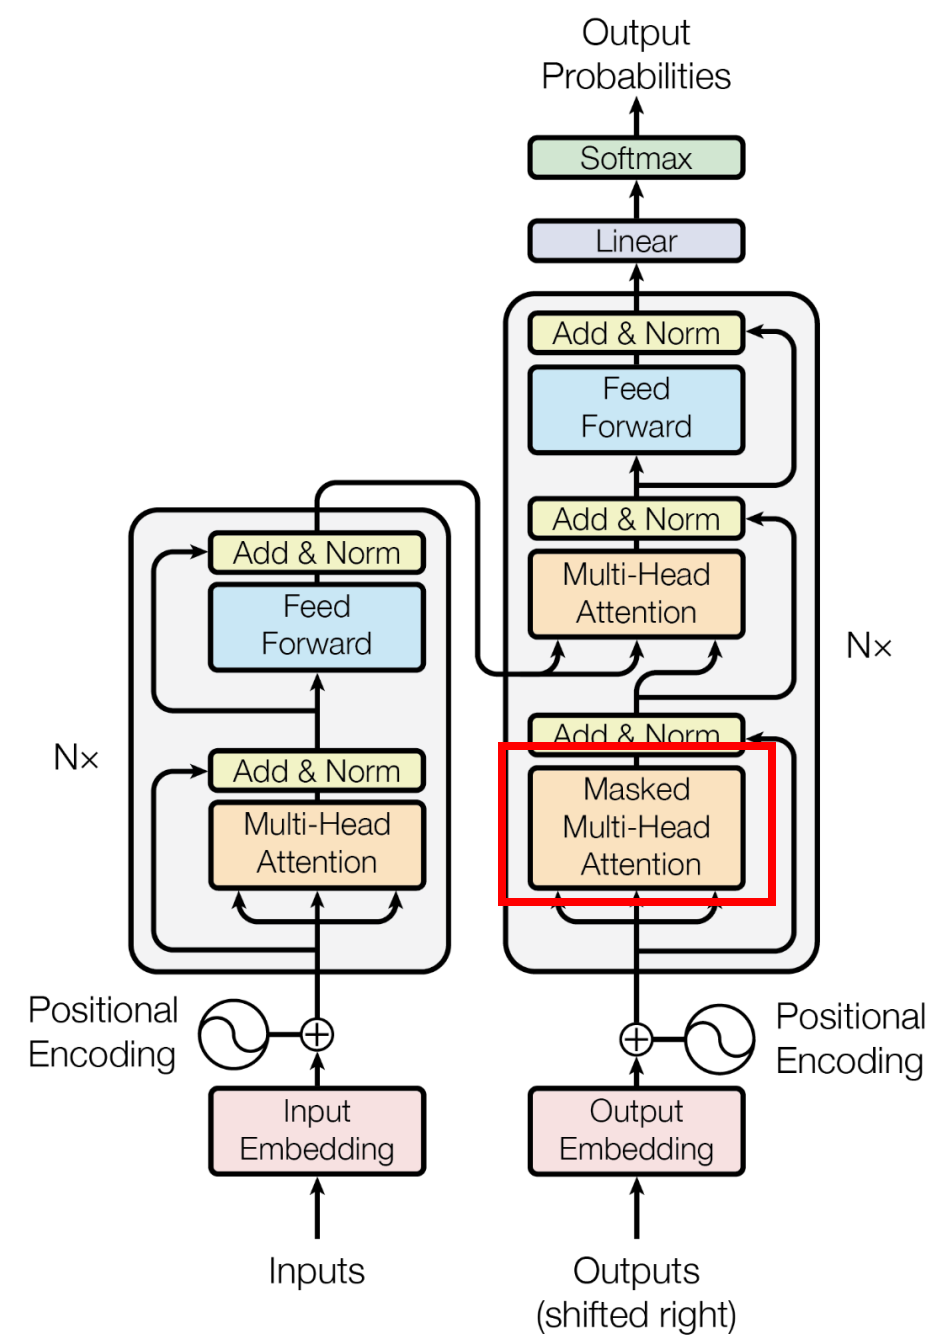 Output
Probabilities
Softmax
Linear
Add & Norm
Feed
Forward
Add & Norm
Multi-Head
Attention
Nx
Add & Norm
Masked
Multi-Head
Attention
Add & Norm
Feed
Forward
Nx
Add & Norm
Multi-Head
Attention
Positional
Encoding
Positional
Encoding
Input
Embedding
Output
Embedding
Inputs
Outputs
(shifted right)